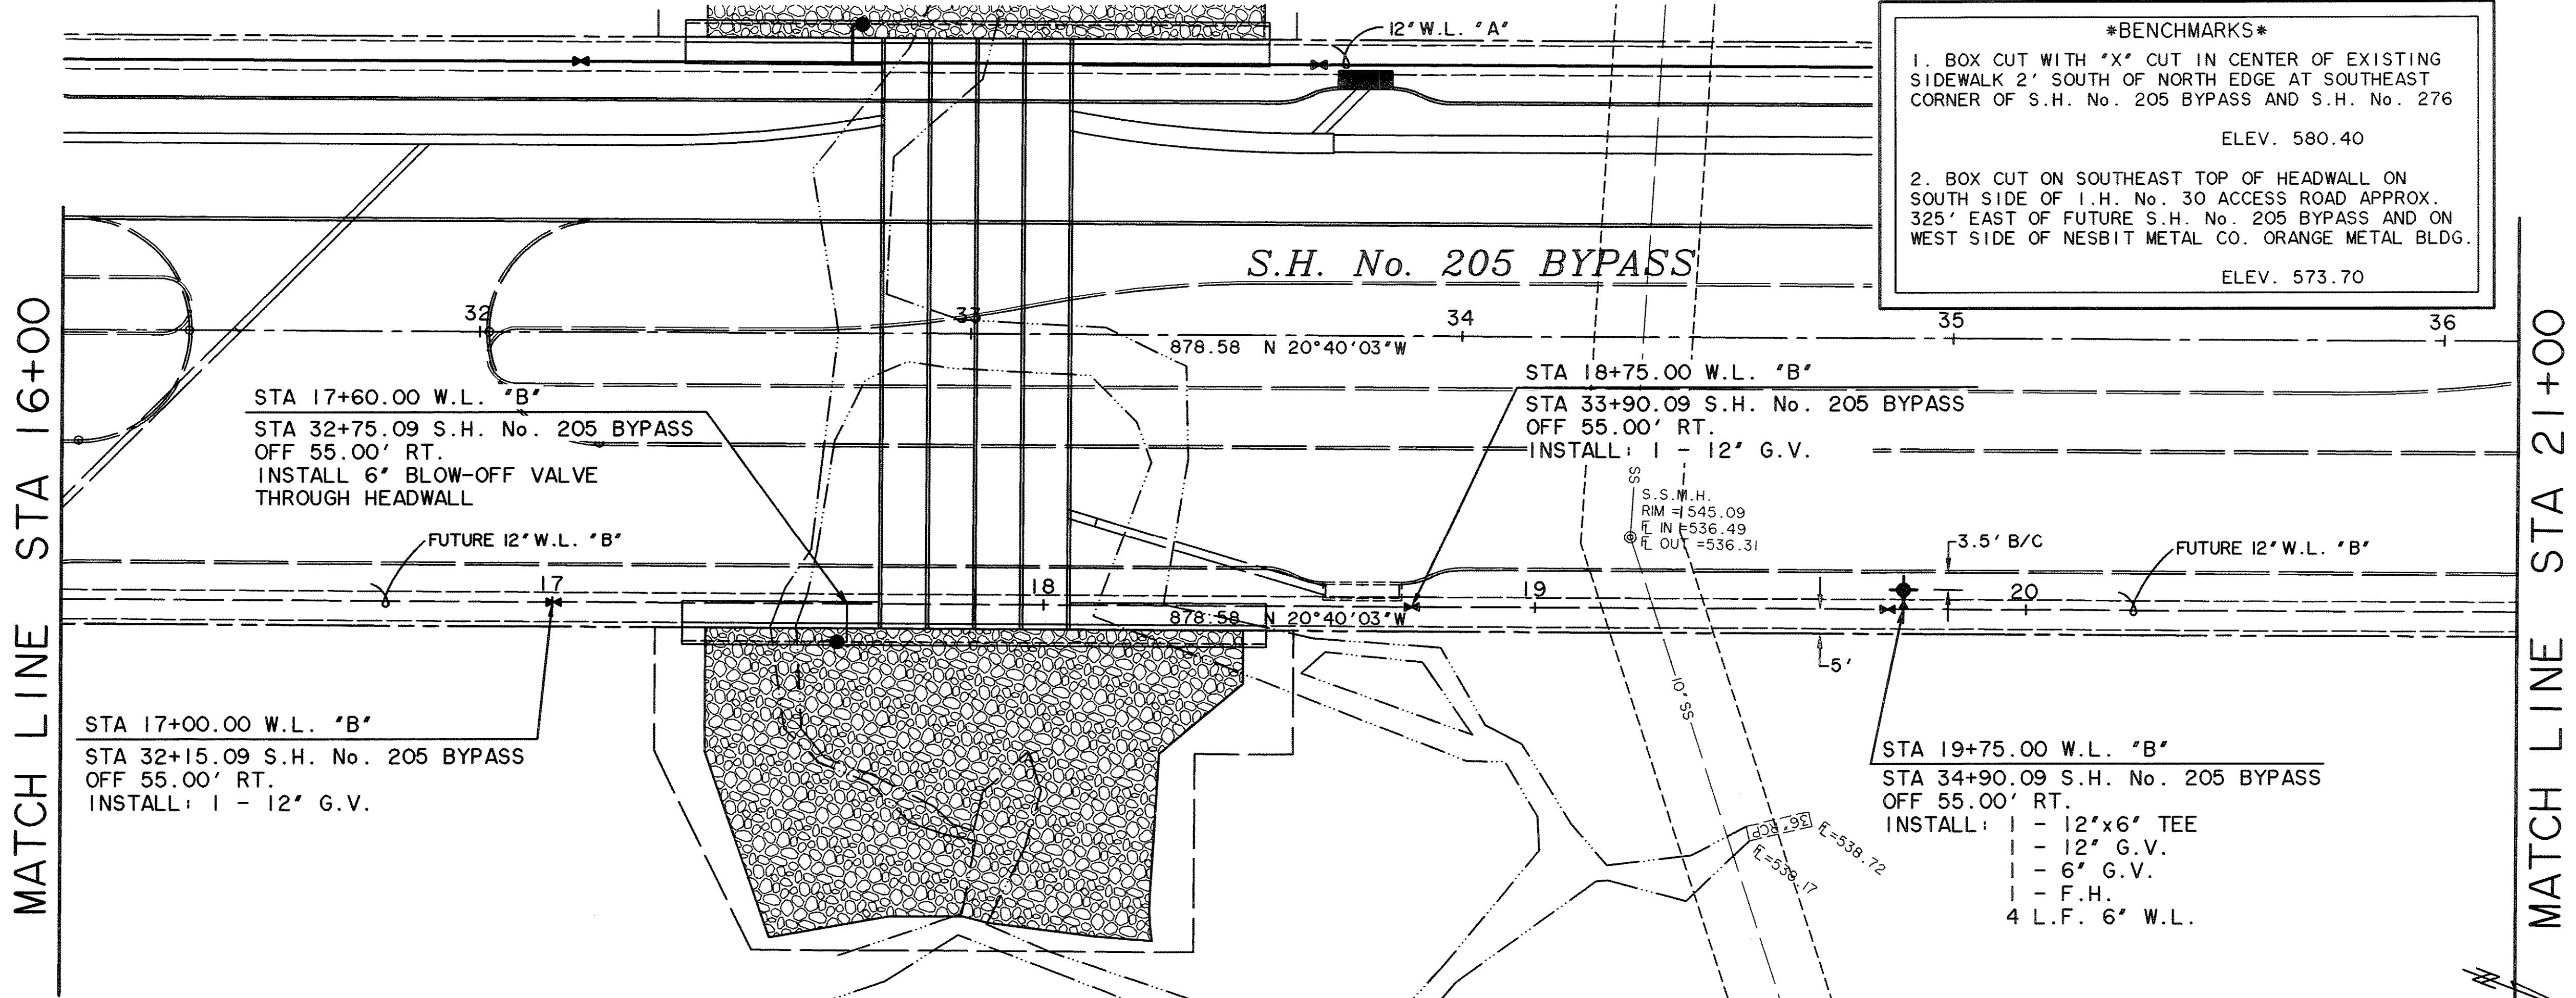 12" W.L. "A"
*BENCHMARKS*
1. BOX CUT WITH "X" CUT IN CENTER OF EXISTING
SIDEWALK 2' SOUTH OF NORTH EDGE AT SOUTHEAST
CORNER OF S.H. No. 205 BYPASS AND S.H. No. 276
ELEV. 580.40
2. BOX CUT ON SOUTHEAST TOP OF HEADWALL ON
SOUTH SIDE OF I.H. No. 30 ACCESS ROAD APPROX.
325' EAST OF FUTURE S.H. No. 205 BYPASS AND ON
WEST SIDE OF NESBIT METAL CO. ORANGE METAL BLDG.
ELEV. 573.70
S.H. No. 205 BYPASS
32
33
34
35
36
878.58 N 20°40'03"W
MATCH LINE STA 16+00
MATCH LINE STA 21+00
STA 17+60.00 W.L. "B"
STA 32+75.09 S.H. No. 205 BYPASS
OFF 55.00' RT.
INSTALL 6" BLOW-OFF VALVE
THROUGH HEADWALL
STA 18+75.00 W.L. "B"
STA 33+90.09 S.H. No. 205 BYPASS
OFF 55.00' RT.
INSTALL: 1 - 12" G.V.
SS
S.S.M.H.
RIM = 545.09
FL IN =536.49
FL OUT =536.31
FUTURE 12" W.L. "B"
3.5' B/C
FUTURE 12" W.L. "B"
17
18
19
20
878.58 N 20°40'03"W
5'
10" SS
STA 17+00.00 W.L. "B"
STA 32+15.09 S.H. No. 205 BYPASS
OFF 55.00' RT.
INSTALL: 1 - 12" G.V.
STA 19+75.00 W.L. "B"
STA 34+90.09 S.H. No. 205 BYPASS
OFF 55.00' RT.
INSTALL: 1 - 12"x6" TEE
1 - 12" G.V.
1 - 6" G.V.
1 - F.H.
4 L.F. 6" W.L.
36" RCP
FL=538.72
FL=538.17